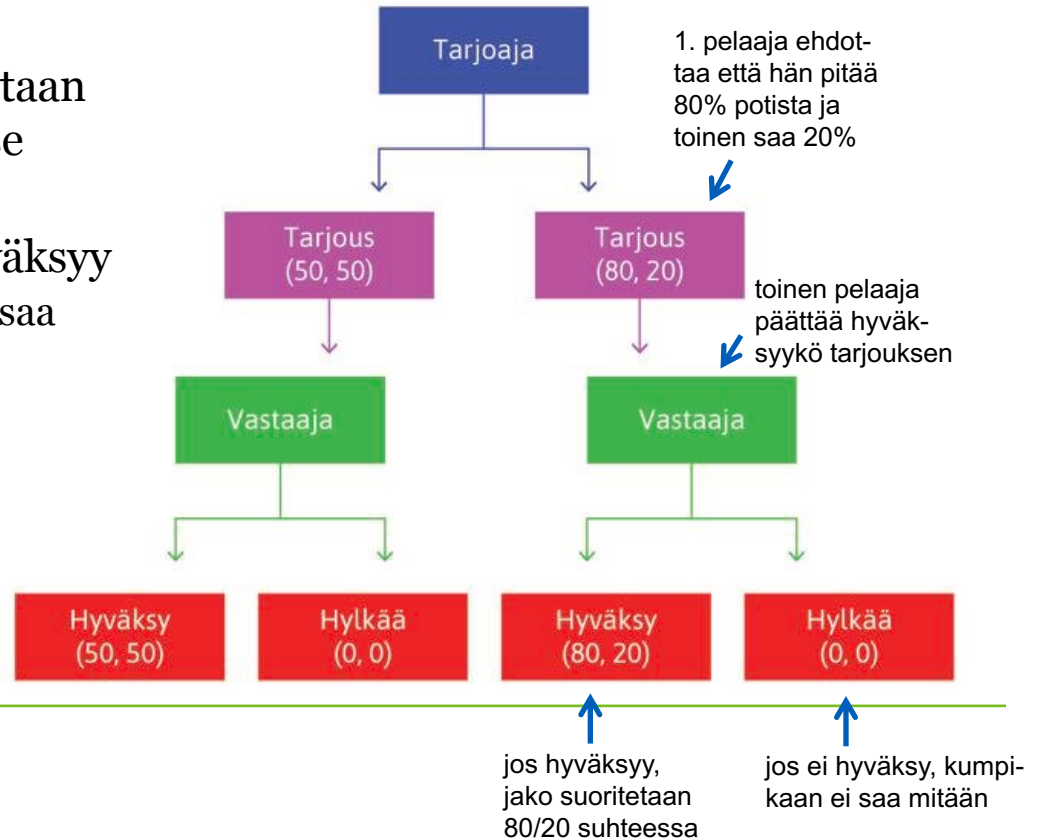 taan
se
väksyy
saa
Tarjoaja
1. pelaaja ehdot-
taa että hän pitää
80% potista ja
toinen saa 20%
Tarjous
(50, 50)
Tarjous
(80, 20)
toinen pelaaja
päättää hyväk-
syykö tarjouksen
Vastaaja
Vastaaja
Hyväksy
(50, 50)
Hylkää
(0, 0)
Hyväksy
(80, 20)
Hylkää
(0, 0)
jos hyväksyy,
jako suoritetaan
80/20 suhteessa
jos ei hyväksy, kumpi-
kaan ei saa mitään